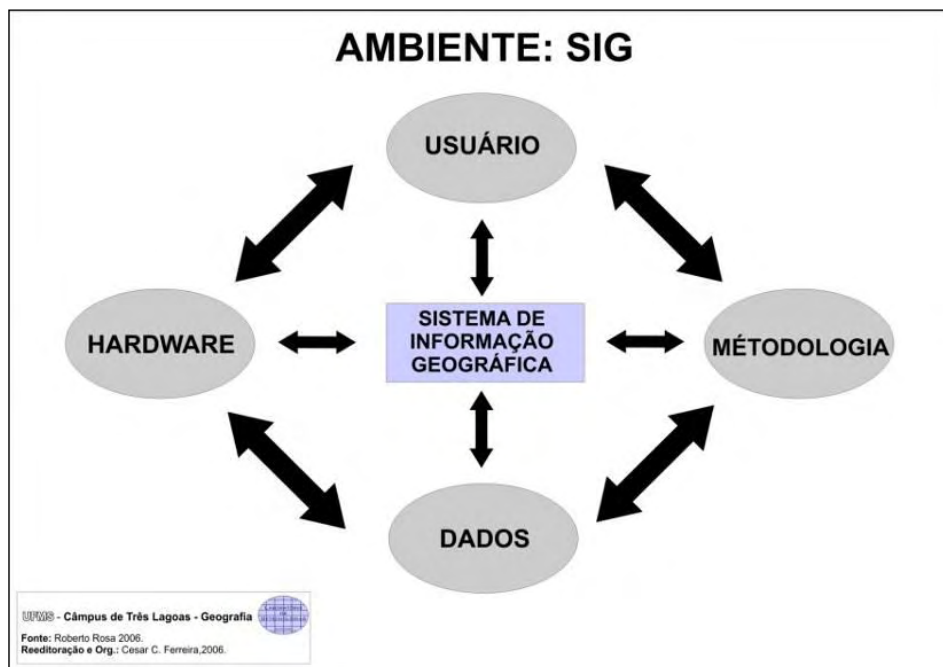 AMBIENTE: SIG
USUÁRIO
HARDWARE
SISTEMA DE
INFORMAÇÃO
GEOGRÁFICA
MÉTODOLOGIA
DADOS
UFMS - Câmpus de Três Lagoas - Geografia
Fonte: Roberto Rosa 2006.
Reeditoração e Org.: Cesar C. Ferreira,2006.